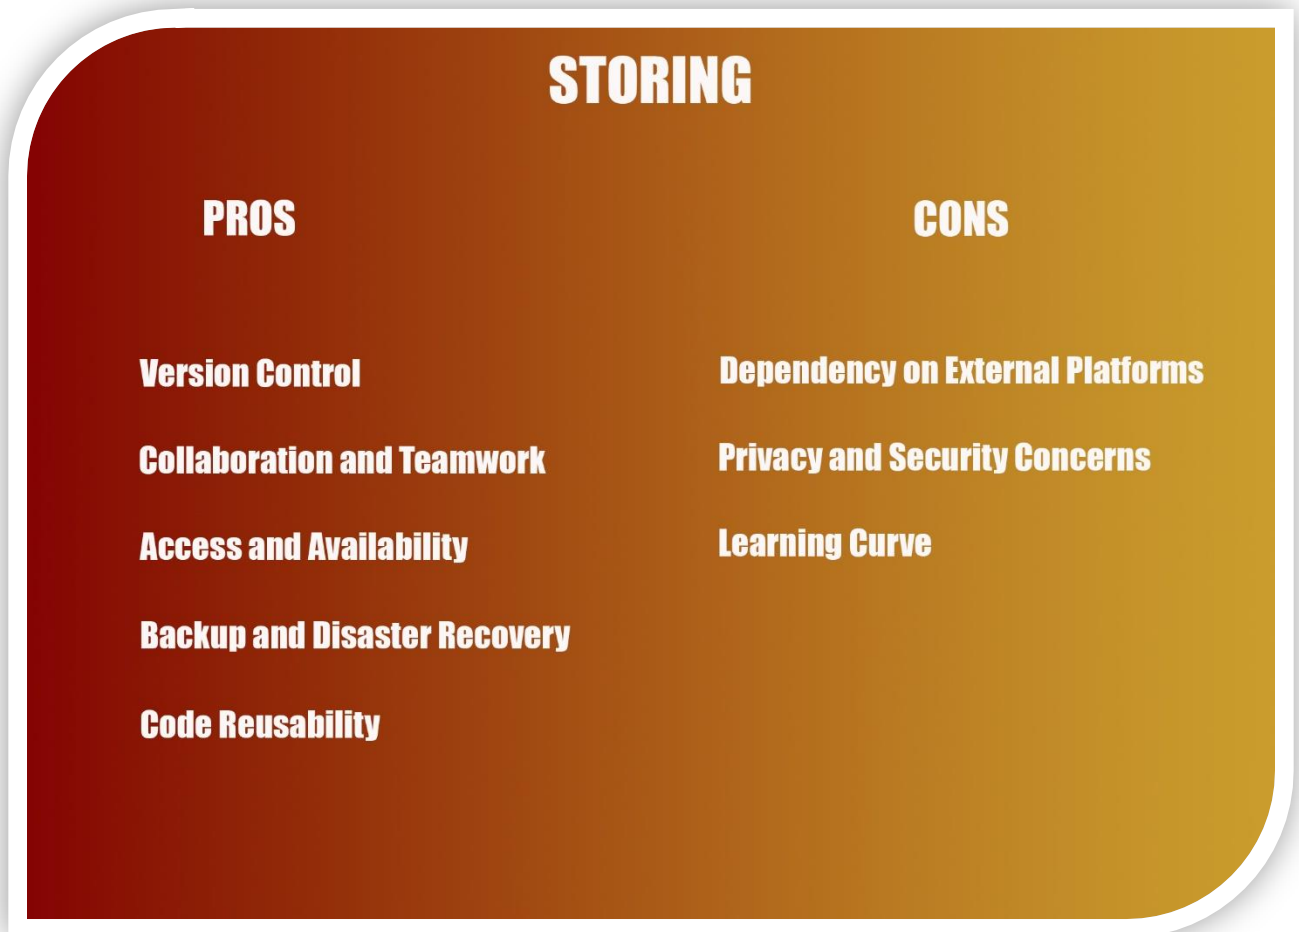 STORING
PROS
Version Control
Collaboration and Teamwork
Access and Availability
Backup and Disaster Recovery
Code Reusability
CONS
Dependency on External Platforms
Privacy and Security Concerns
Learning Curve